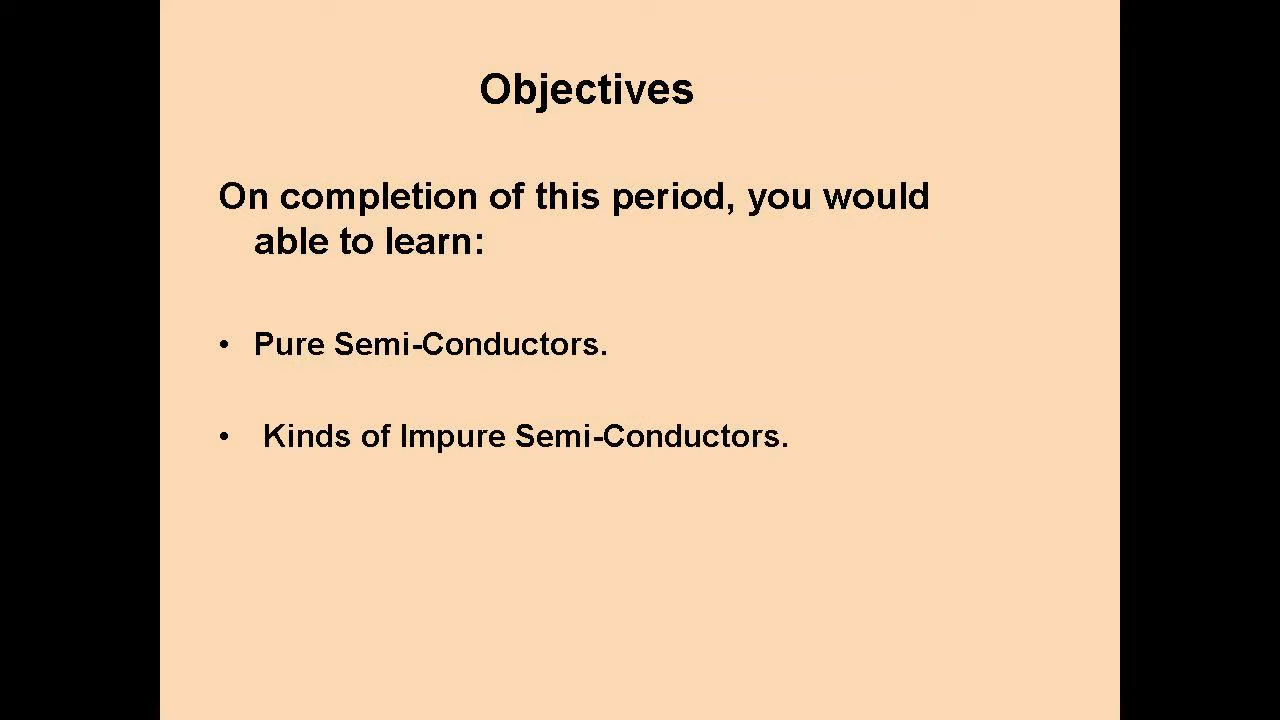 Objectives
On completion of this period, you would
able to learn:
• Pure Semi-Conductors.
• Kinds of Impure Semi-Conductors.